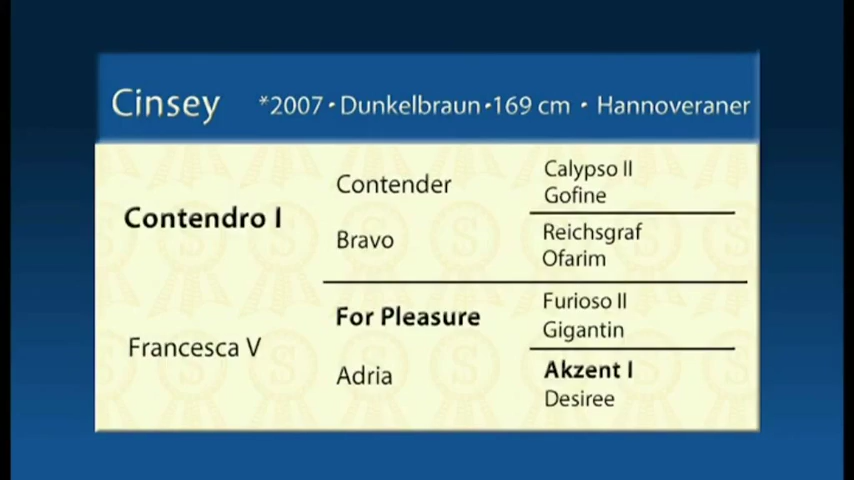 Cinsey *2007 • Dunkelbraun • 169 cm • Hannoveraner
Contendro I
Contender
Calypso II
Gofine
Bravo
Reichsgraf
Ofarim
Francesca V
For Pleasure
Furioso II
Gigantin
Adria
Akzent I
Desiree